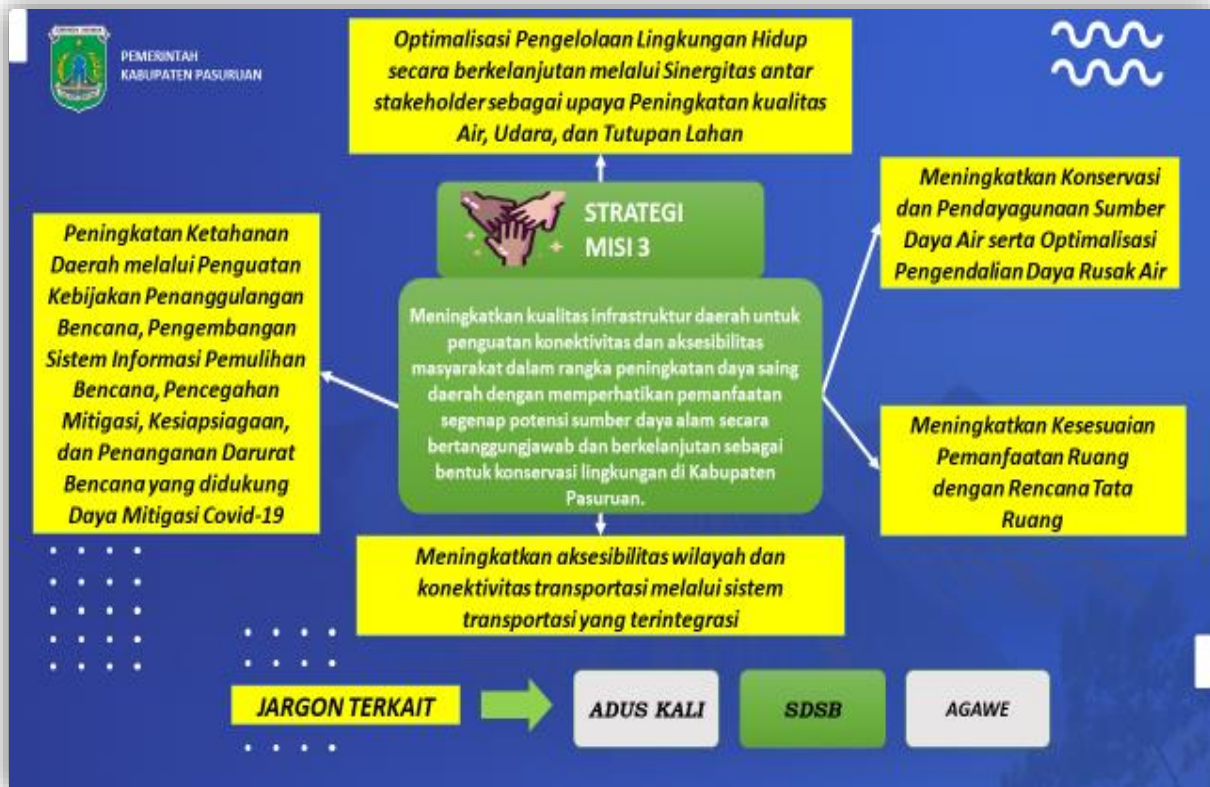 PEMERINTAH
KABUPATEN PASURUAN
Optimalisasi Pengelolaan Lingkungan Hidup
secara berkelanjutan melalui Sinergitas antar
stakeholder sebagai upaya Peningkatan kualitas
Air, Udara, dan Tutupan Lahan
STRATEGI
MISI 3
Meningkatkan kualitas infrastruktur daerah untuk
penguatan konektivitas dan aksesibilitas
masyarakat dalam rangka peningkatan daya saing
daerah dengan memperhatikan pemanfaatan
segenap potensi sumber daya alam secara
bertanggungjawab dan berkelanjutan sebagai
bentuk konservasi lingkungan di Kabupaten
Pasuruan.
Peningkatan Ketahanan
Daerah melalui Penguatan
Kebijakan Penanggulangan
Bencana, Pengembangan
Sistem Informasi Pemulihan
Bencana, Pencegahan
Mitigasi, Kesiapsiagaan,
dan Penanganan Darurat
Bencana yang didukung
Daya Mitigasi Covid-19
Meningkatkan Konservasi
dan Pendayagunaan Sumber
Daya Air serta Optimalisasi
Pengendalian Daya Rusak Air
Meningkatkan Kesesuaian
Pemanfaatan Ruang
dengan Rencana Tata
Ruang
Meningkatkan aksesibilitas wilayah dan
konektivitas transportasi melalui sistem
transportasi yang terintegrasi
JARGON TERKAIT
ADUS KALI
SDSB
AGAWE